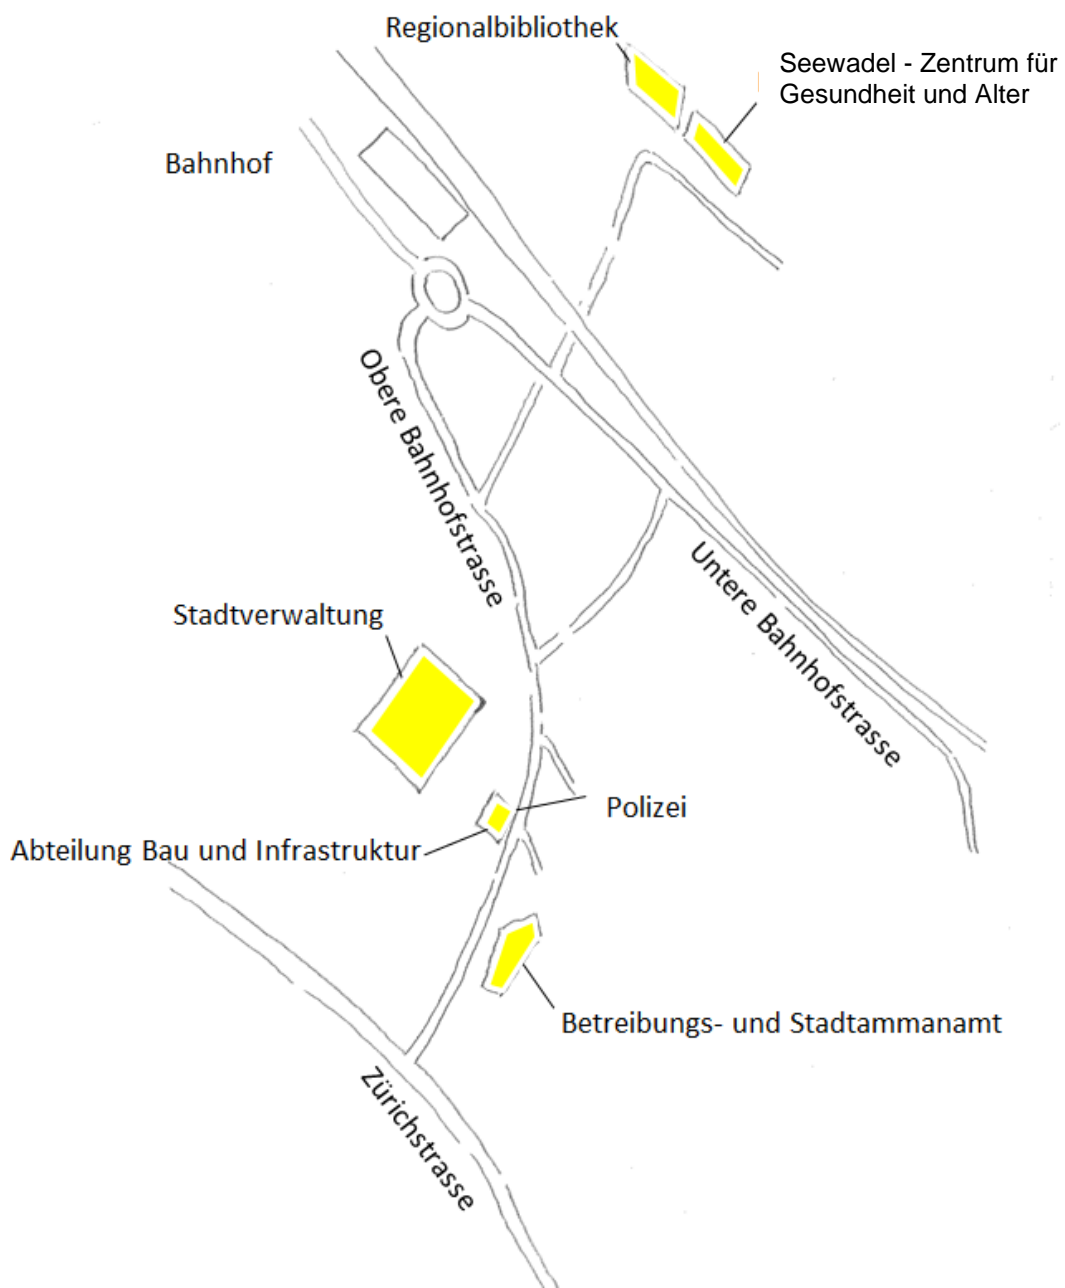 Regionalbibliothek
Seewadel - Zentrum für
Gesundheit und Alter
Bahnhof
Obere Bahnhofstrasse
Untere Bahnhofstrasse
Stadtverwaltung
Polizei
Abteilung Bau und Infrastruktur
Betreibungs- und Stadtammanamt
Zürichstrasse